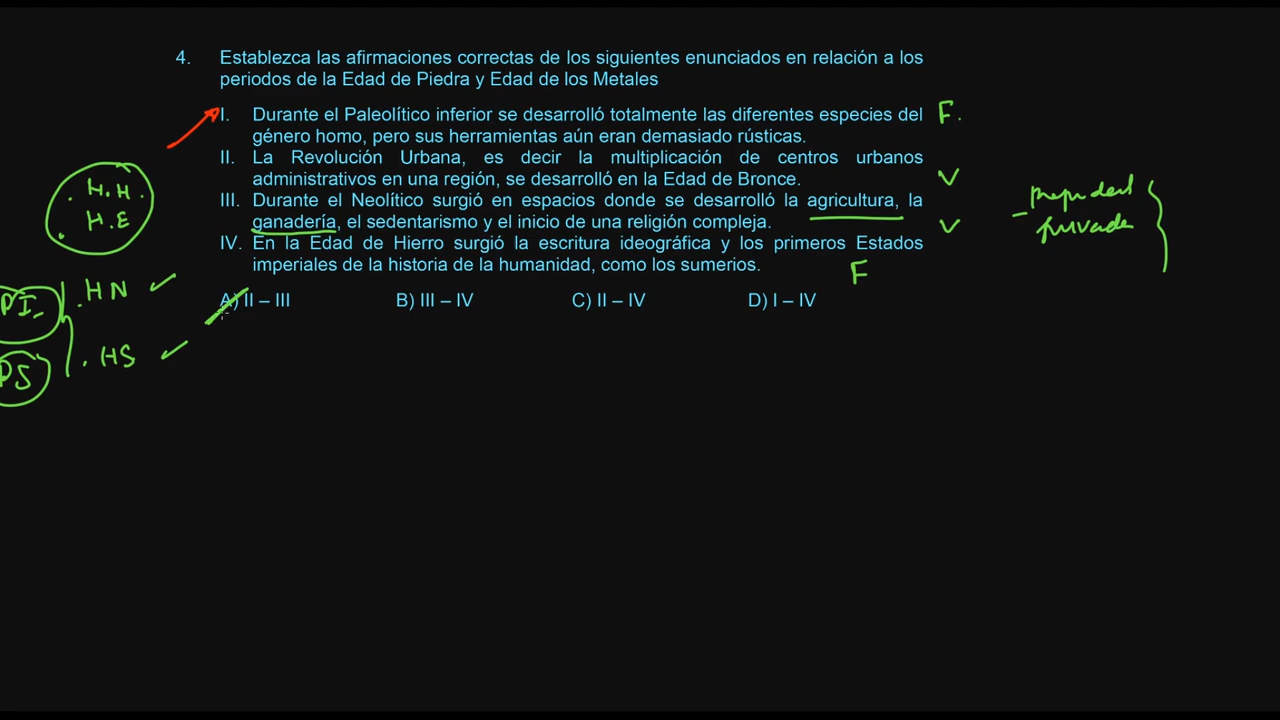 4. Establezca las afirmaciones correctas de los siguientes enunciados en relación a los
periodos de la Edad de Piedra y Edad de los Metales
I. Durante el Paleolítico inferior se desarrolló totalmente las diferentes especies del
género homo, pero sus herramientas aún eran demasiado rústicas.
F.
II. La Revolución Urbana, es decir la multiplicación de centros urbanos
administrativos en una región, se desarrolló en la Edad de Bronce.
V
III. Durante el Neolítico surgió en espacios donde se desarrolló la agricultura, la
ganadería, el sedentarismo y el inicio de una religión compleja.
V
IV. En la Edad de Hierro surgió la escritura ideográfica y los primeros Estados
imperiales de la historia de la humanidad, como los sumerios.
F
A) II – III B) III – IV C) II – IV D) I – IV
. H.H.
. H.E
PI
. HN
PS
. HS
- propiedad
privada